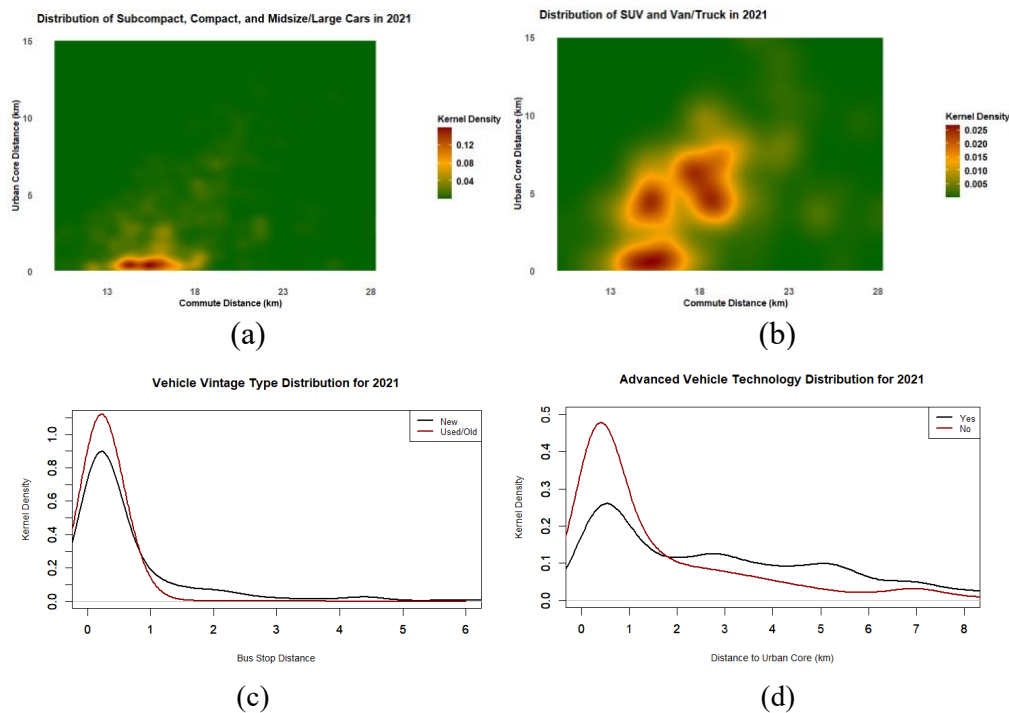 Distribution of Subcompact, Compact, and Midsize/Large Cars in 2021
15
10
5
0
Urban Core Distance (km)
13 18 23 28
Commute Distance (km)
Kernel Density
0.12
0.08
0.04
(a)
Distribution of SUV and Van/Truck in 2021
15
10
5
0
Urban Core Distance (km)
13 18 23 28
Commute Distance (km)
Kernel Density
0.025
0.020
0.015
0.010
0.005
(b)
Vehicle Vintage Type Distribution for 2021
New
Used/Old
1.0
0.8
0.6
0.4
0.2
0.0
Kernel Density
0 1 2 3 4 5 6
Bus Stop Distance
(c)
Advanced Vehicle Technology Distribution for 2021
Yes
No
0.5
0.4
0.3
0.2
0.1
0.0
Kernel Density
0 1 2 3 4 5 6 7 8
Distance to Urban Core (km)
(d)